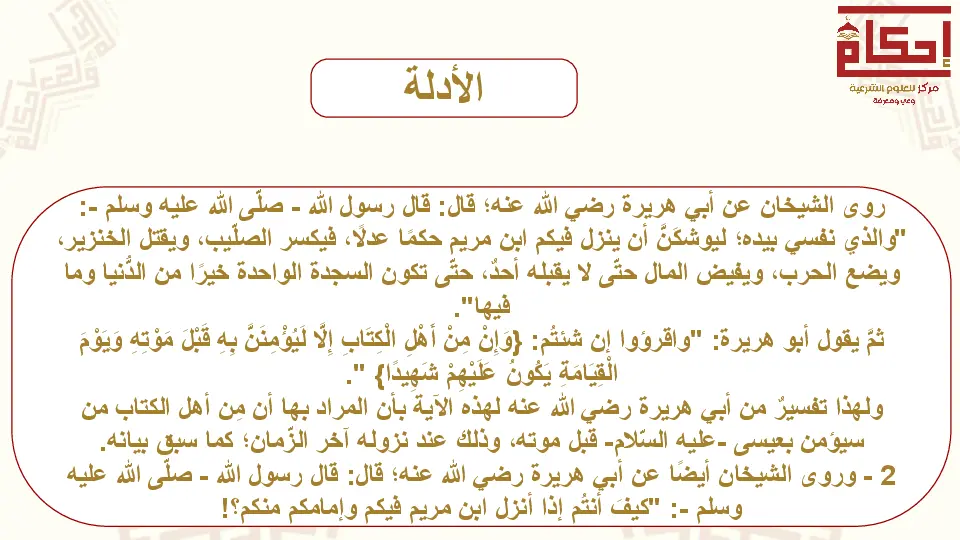 إحكام
مركز للعلوم الشرعية
وعي ومعرفة
الأدلة
روى الشيخان عن أبي هريرة رضي الله عنه؛ قال: قال رسول الله - صلّى الله عليه وسلم -:
"والذي نفسي بيده؛ ليوشكَنَّ أن ينزل فيكم ابن مريم حكمًا عدلًا، فيكسر الصلّيب، ويقتل الخنزير،
ويضع الحرب، ويفيض المال حتّى لا يقبله أحدٌ، حتّى تكون السجدة الواحدة خيرًا من الدُّنيا وما
فيها".
ثمَّ يقول أبو هريرة: "واقرؤوا إن شئتُم: {وَإِنْ مِنْ أَهْلِ الْكِتَابِ إِلَّا لَيُؤْمِنَنَّ بِهِ قَبْلَ مَوْتِهِ وَيَوْمَ
الْقِيَامَةِ يَكُونُ عَلَيْهِمْ شَهِيدًا} ".
ولهذا تفسيرٌ من أبي هريرة رضي الله عنه لهذه الآية بأن المراد بها أن مِن أهل الكتاب من
سيؤمن بعيسى -عليه السّلام- قبل موته، وذلك عند نزوله آخر الزّمان؛ كما سبق بيانه.
2 - وروى الشيخان أيضًا عن أبي هريرة رضي الله عنه؛ قال: قال رسول الله - صلّى الله عليه
وسلم -: "كيفَ أنتُم إذا أنزل ابن مريم فيكم وإمامكم منكم؟!